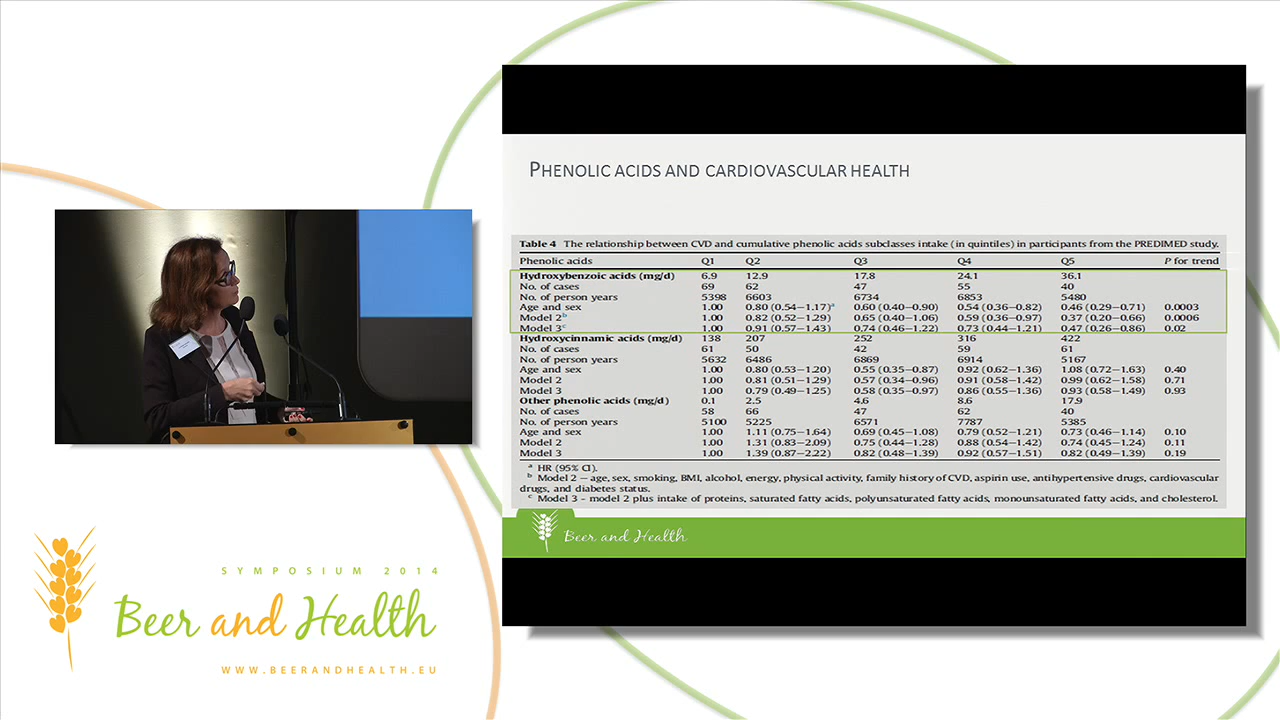 PHENOLIC ACIDS AND CARDIOVASCULAR HEALTH
Table 4 The relationship between CVD and cumulative phenolic acids subclasses intake (in quintiles) in participants from the PREDIMED study.
Phenolic acids Q1 Q2 Q3 Q4 Q5 P for trend
Hydroxybenzoic acids (mg/d) 6.9 12.9 17.8 24.1 36.1
No. of cases 69 62 47 55 40
No. of person years 5398 6603 6734 6853 5480
Age and sex 1.00 0.80 (0.54–1.17)a 0.60 (0.40–0.90) 0.54 (0.36–0.82) 0.46 (0.29–0.71) 0.0003
Model 2b 1.00 0.82 (0.52–1.29) 0.65 (0.40–1.06) 0.59 (0.36–0.97) 0.37 (0.20–0.66) 0.0006
Model 3c 1.00 0.91 (0.57–1.43) 0.74 (0.46–1.22) 0.73 (0.44–1.21) 0.47 (0.26–0.86) 0.02
Hydroxycinnamic acids (mg/d) 138 207 252 316 422
No. of cases 61 50 42 59 61
No. of person years 5632 6486 6869 6914 5167
Age and sex 1.00 0.80 (0.53–1.20) 0.55 (0.35–0.87) 0.92 (0.62–1.36) 1.08 (0.72–1.63) 0.40
Model 2 1.00 0.81 (0.51–1.29) 0.57 (0.34–0.96) 0.91 (0.58–1.42) 0.99 (0.62–1.58) 0.71
Model 3 1.00 0.79 (0.49–1.25) 0.58 (0.35–0.97) 0.86 (0.55–1.36) 0.93 (0.58–1.49) 0.93
Other phenolic acids (mg/d) 0.1 2.5 4.6 8.6 17.9
No. of cases 58 66 47 62 40
No. of person years 5100 5225 6571 7787 5385
Age and sex 1.00 1.11 (0.75–1.64) 0.69 (0.45–1.08) 0.79 (0.52–1.21) 0.73 (0.46–1.14) 0.10
Model 2 1.00 1.31 (0.83–2.09) 0.75 (0.44–1.28) 0.88 (0.54–1.42) 0.74 (0.45–1.24) 0.11
Model 3 1.00 1.39 (0.87–2.22) 0.82 (0.48–1.39) 0.92 (0.57–1.51) 0.82 (0.49–1.39) 0.19
a HR (95% CI).
b Model 2 – age, sex, smoking, BMI, alcohol, energy, physical activity, family history of CVD, aspirin use, antihypertensive drugs, cardiovascular
drugs, and diabetes status.
c Model 3 - model 2 plus intake of proteins, saturated fatty acids, polyunsaturated fatty acids, monounsaturated fatty acids, and cholesterol.
Beer and Health
SYMPOSIUM 2014
Beer and Health
WWW.BEERANDHEALTH.EU